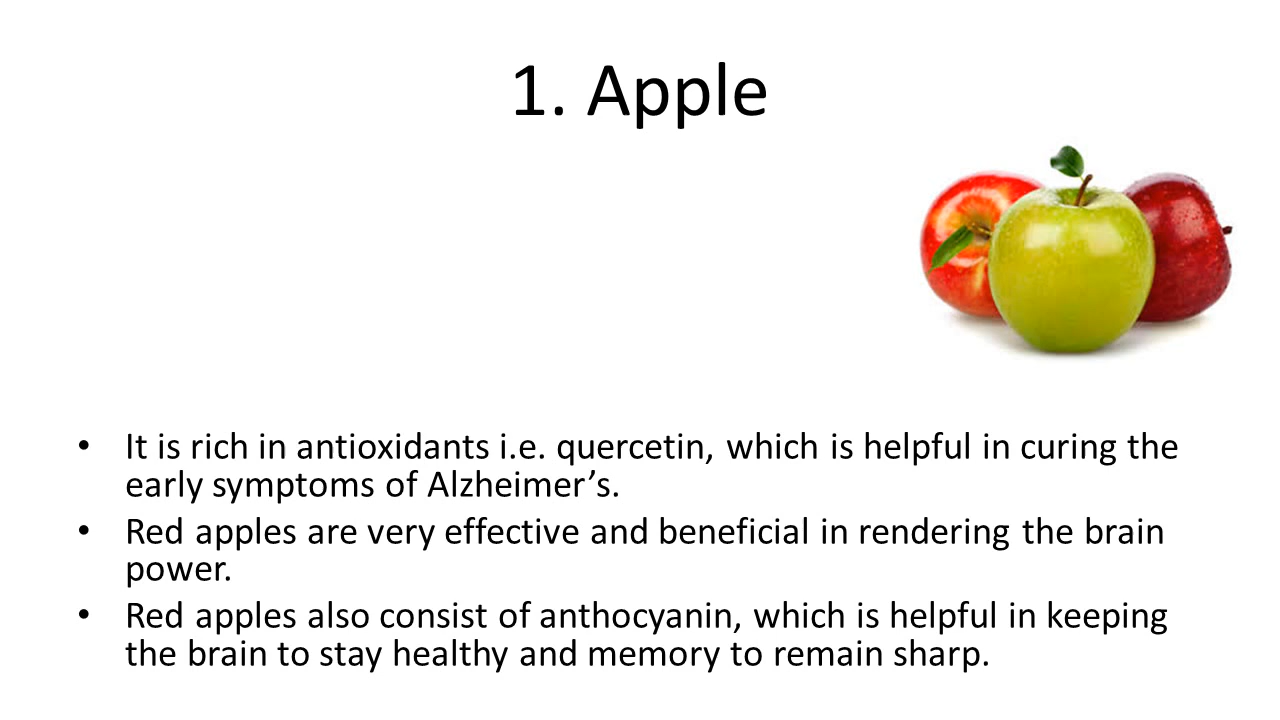 1. Apple
• It is rich in antioxidants i.e. quercetin, which is helpful in curing the
early symptoms of Alzheimer’s.
• Red apples are very effective and beneficial in rendering the brain
power.
• Red apples also consist of anthocyanin, which is helpful in keeping
the brain to stay healthy and memory to remain sharp.